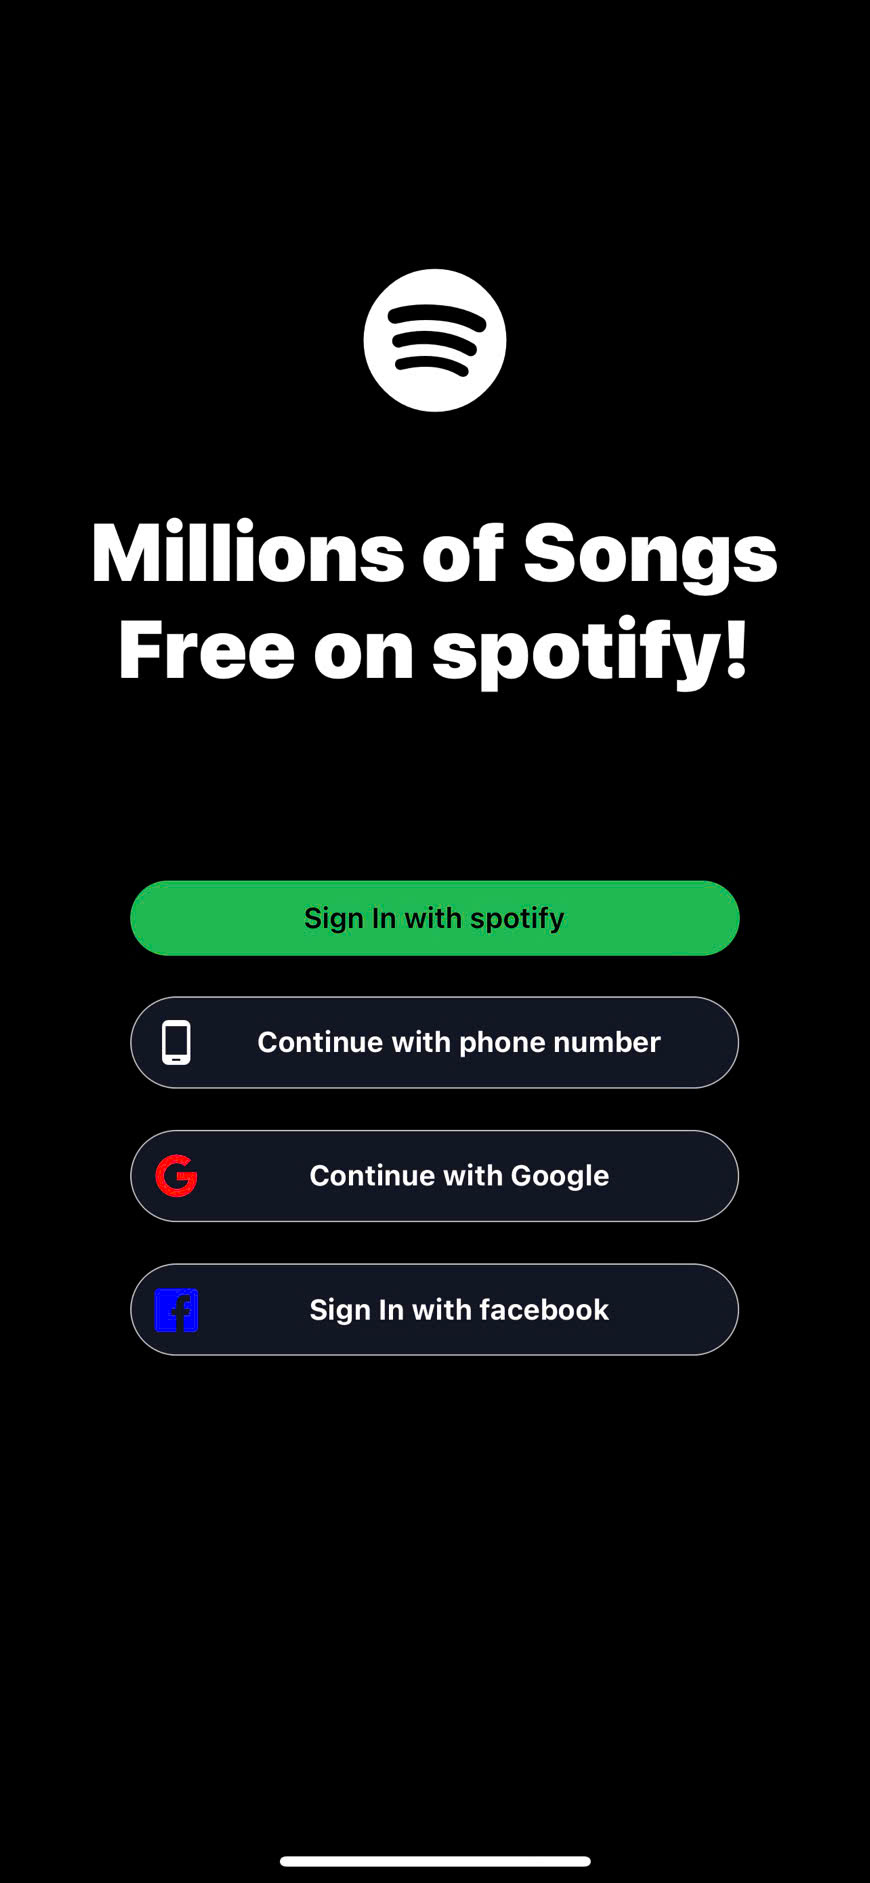 Millions of Songs
Free on spotify!
Sign In with spotify
Continue with phone number
Continue with Google
Sign In with facebook